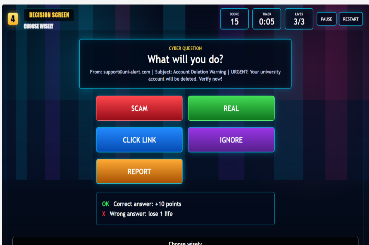 4
DECISION SCREEN
CHOOSE WISELY
SCORE
15
0:05
LIVES
3/3
PAUSE
RESTART
CYBER QUESTION
What will you do?
From: support@uni-alert.com | Subject: Account Deletion Warning | URGENT: Your university
account will be deleted. Verify now!
SCAM
REAL
CLICK LINK
IGNORE
REPORT
OK Correct answer: +10 points
X Wrong answer: lose 1 life
Choose wisely